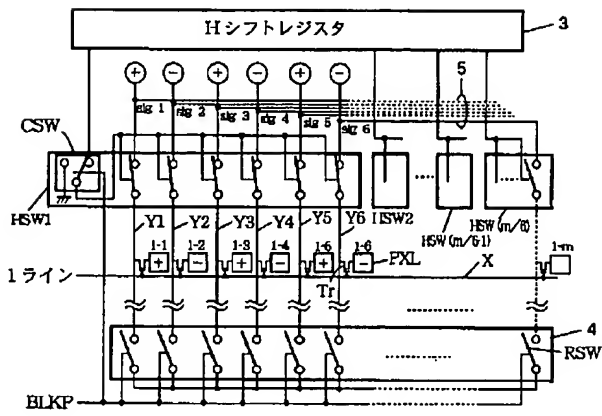 Hシフトレジスタ
3
+ − + − + −
5
sig 1 sig 2 sig 3 sig 4 sig 5 sig 6
CSW
HSW1
HSW2
HSW(m/6-1)
HSW(m/6)
Y1 Y2 Y3 Y4 Y5 Y6
1-1 1-2 1-3 1-4 1-5 1-6 1-m
+ − + − + −
PXL
X
1ライン
Tr
4
RSW
BLKP